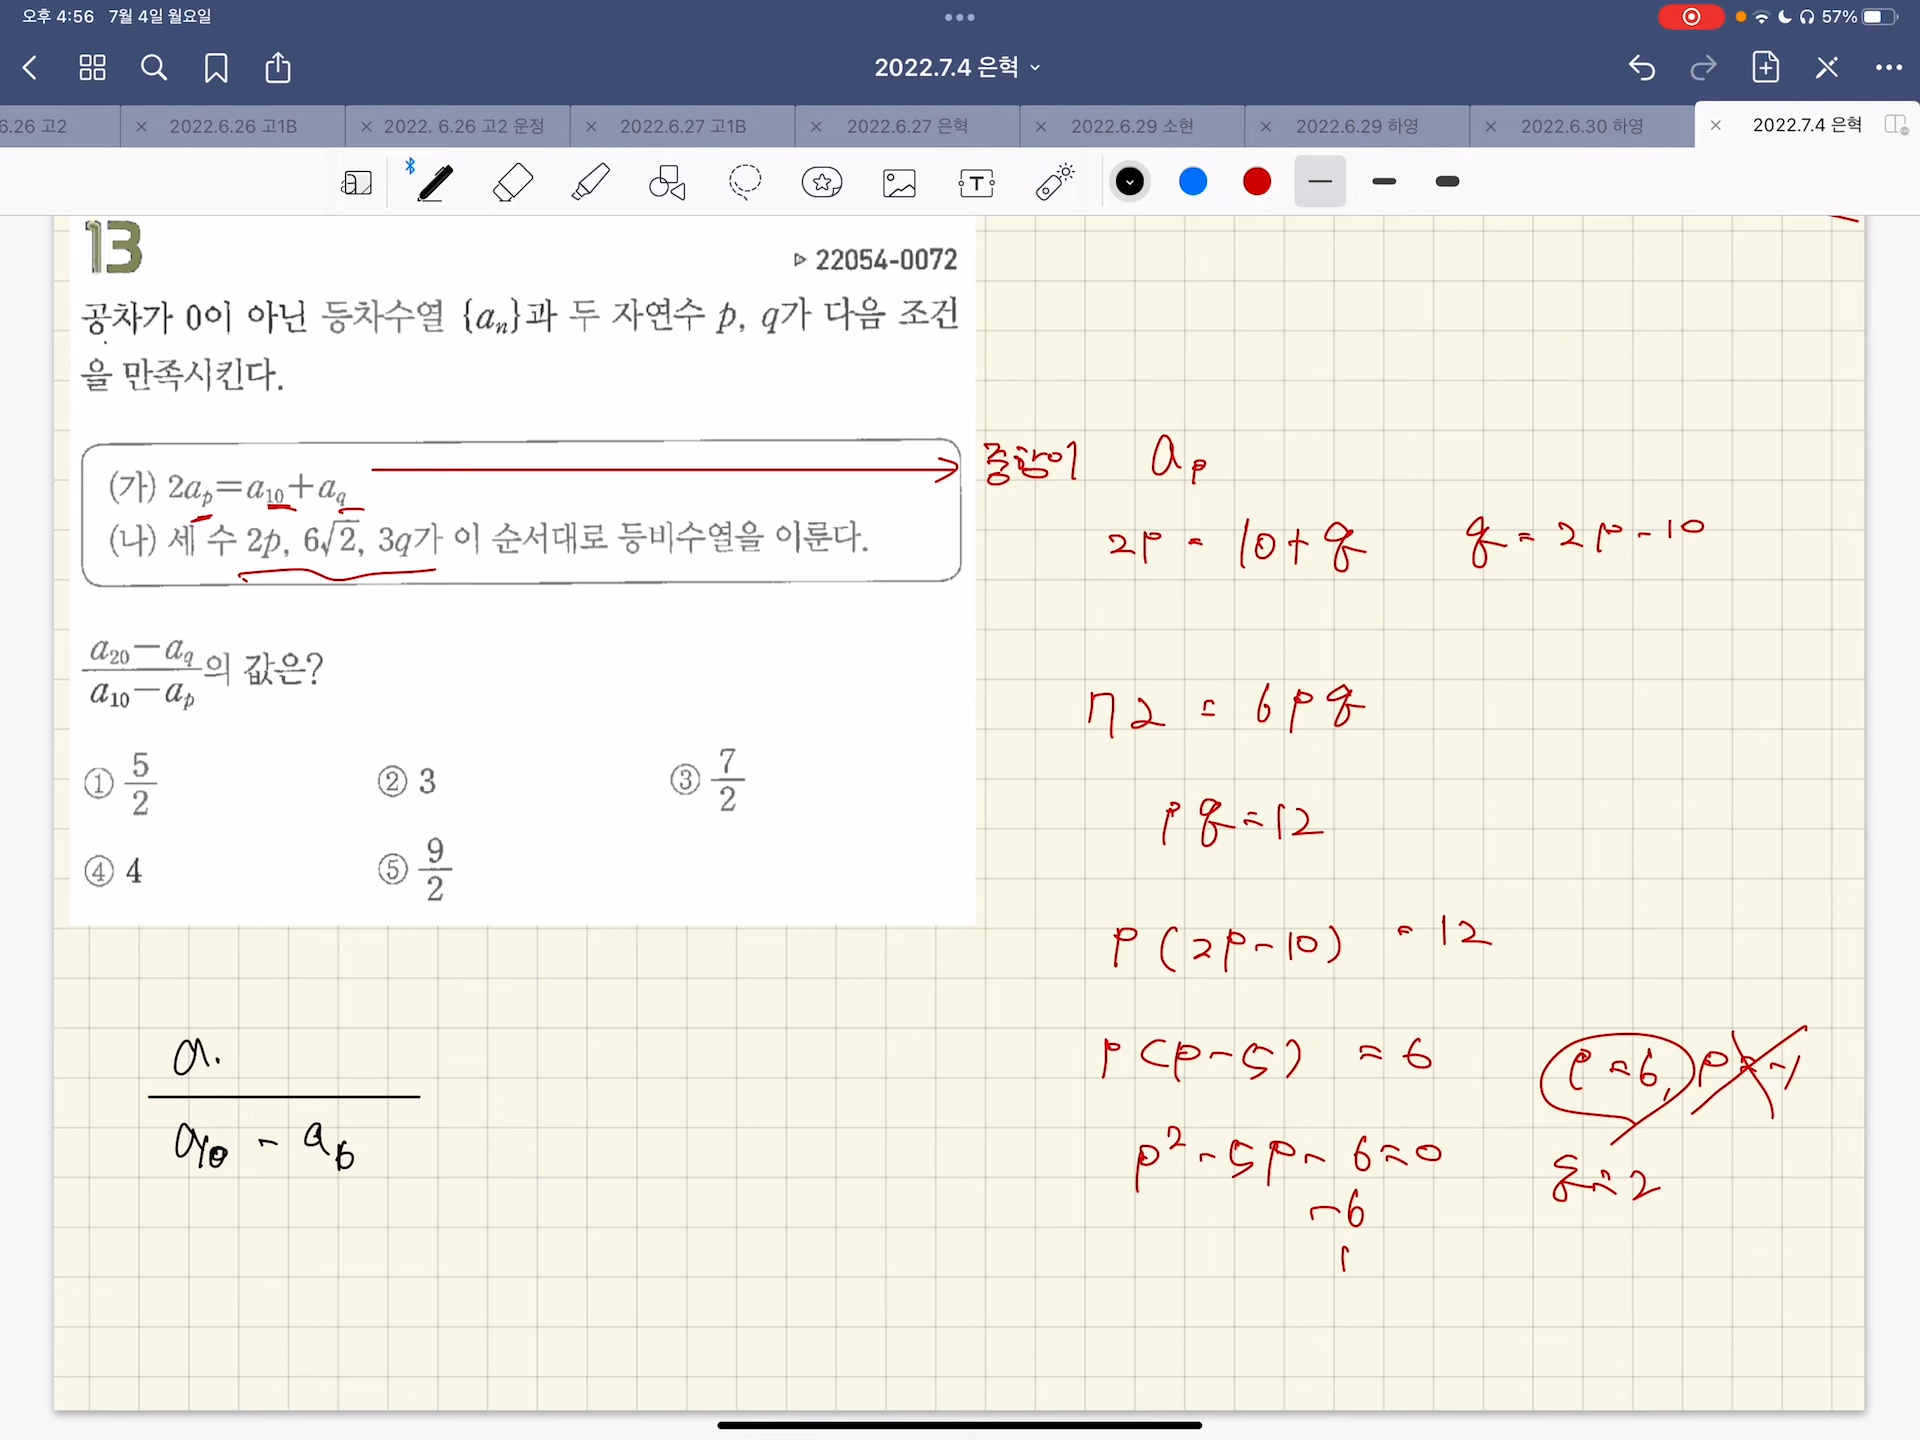 오후 4:56 7월 4일 월요일
57%
2022.7.4 은혁
6.26 고2
2022.6.26 고1B
2022. 6.26 고2 운정
2022.6.27 고1B
2022.6.27 은혁
2022.6.29 소현
2022.6.29 하영
2022.6.30 하영
2022.7.4 은혁
13
▷ 22054-0072
공차가 0이 아닌 등차수열 {aₙ}과 두 자연수 p, q가 다음 조건
을 만족시킨다.
(가) 2aₚ=a₁₀+a_q
(나) 세 수 2p, 6√2, 3q가 이 순서대로 등비수열을 이룬다.
(a₂₀−a_q)/(a₁₀−aₚ)의 값은?
① 5/2
② 3
③ 7/2
④ 4
⑤ 9/2
aₚ
2p = 10+q
q = 2p-10
72 = 6pq
pq=12
p(2p-10) = 12
p(p-5) = 6
p=6, p=-1
p²-5p-6=0
q=2
-6
1
a.
a₁₀ - a₆